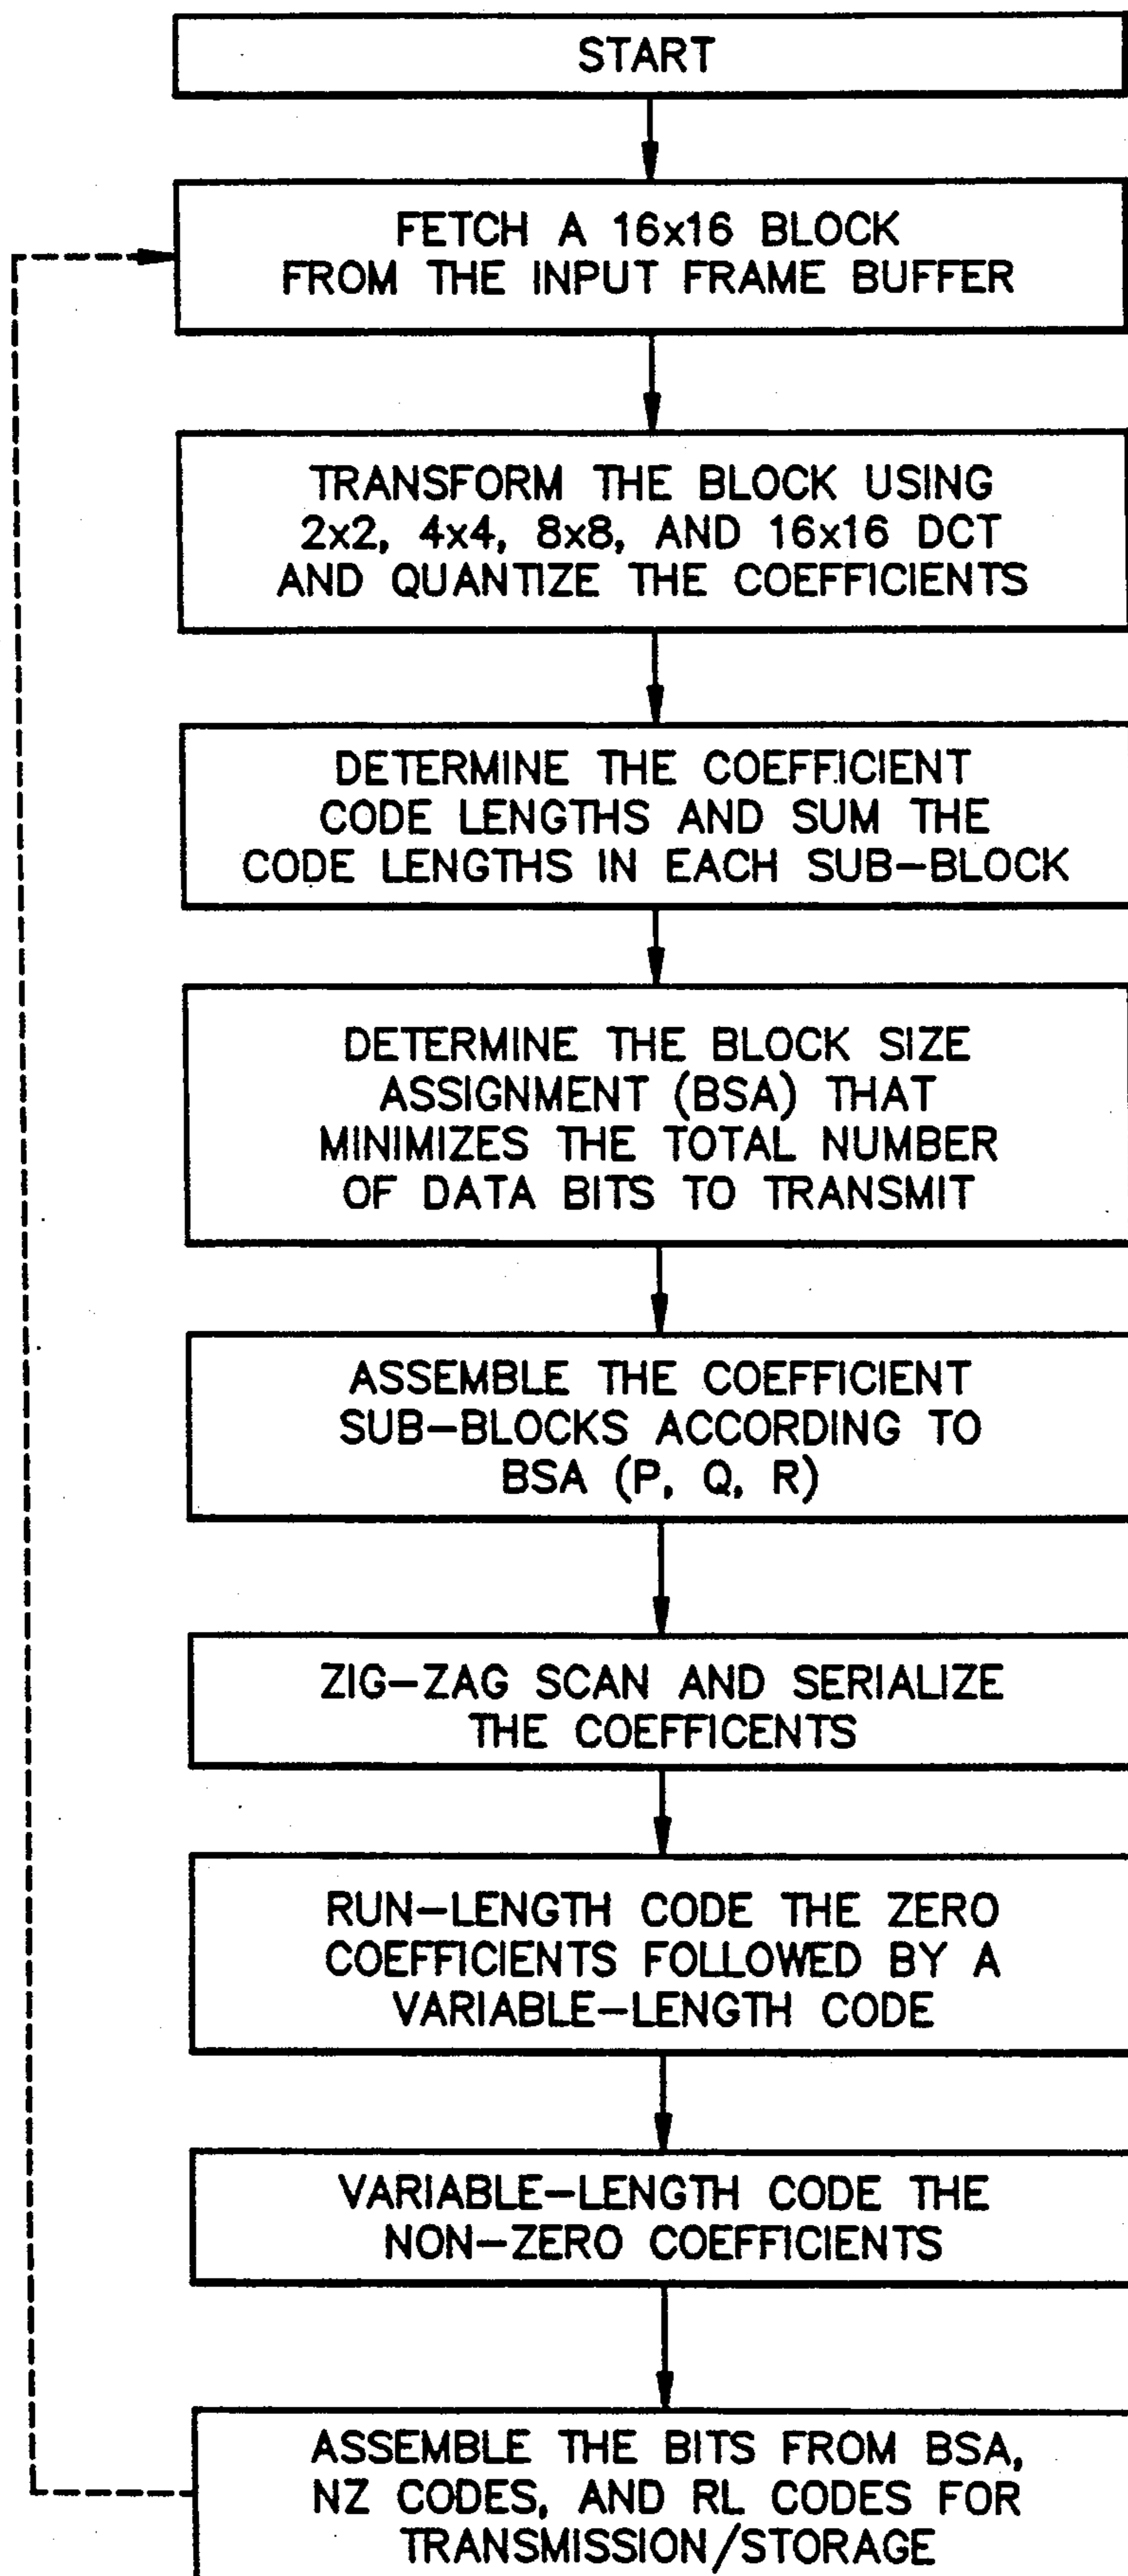 START
FETCH A 16x16 BLOCK
FROM THE INPUT FRAME BUFFER
TRANSFORM THE BLOCK USING
2x2, 4x4, 8x8, AND 16x16 DCT
AND QUANTIZE THE COEFFICIENTS
DETERMINE THE COEFFICIENT
CODE LENGTHS AND SUM THE
CODE LENGTHS IN EACH SUB-BLOCK
DETERMINE THE BLOCK SIZE
ASSIGNMENT (BSA) THAT
MINIMIZES THE TOTAL NUMBER
OF DATA BITS TO TRANSMIT
ASSEMBLE THE COEFFICIENT
SUB-BLOCKS ACCORDING TO
BSA (P, Q, R)
ZIG-ZAG SCAN AND SERIALIZE
THE COEFFICENTS
RUN-LENGTH CODE THE ZERO
COEFFICIENTS FOLLOWED BY A
VARIABLE-LENGTH CODE
VARIABLE-LENGTH CODE THE
NON-ZERO COEFFICIENTS
ASSEMBLE THE BITS FROM BSA,
NZ CODES, AND RL CODES FOR
TRANSMISSION/STORAGE